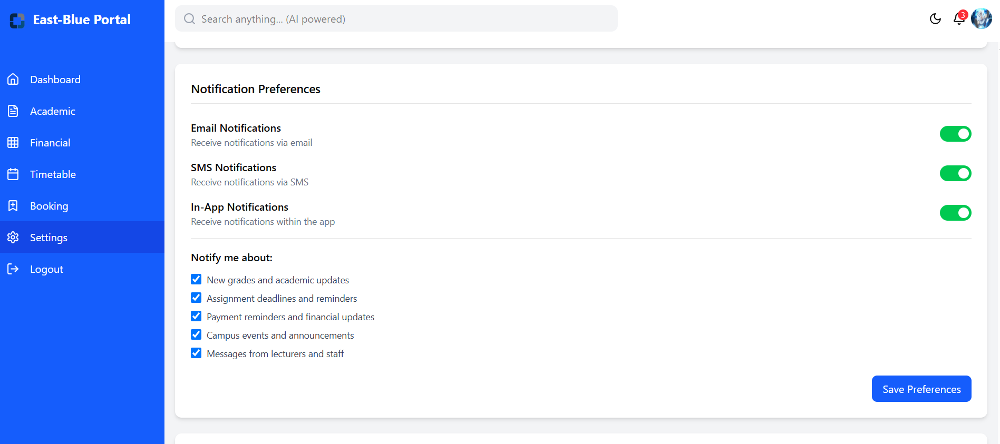 East-Blue Portal
Search anything... (AI powered)
3
Dashboard
Academic
Financial
Timetable
Booking
Settings
Logout
Notification Preferences
Email Notifications
Receive notifications via email
SMS Notifications
Receive notifications via SMS
In-App Notifications
Receive notifications within the app
Notify me about:
New grades and academic updates
Assignment deadlines and reminders
Payment reminders and financial updates
Campus events and announcements
Messages from lecturers and staff
Save Preferences